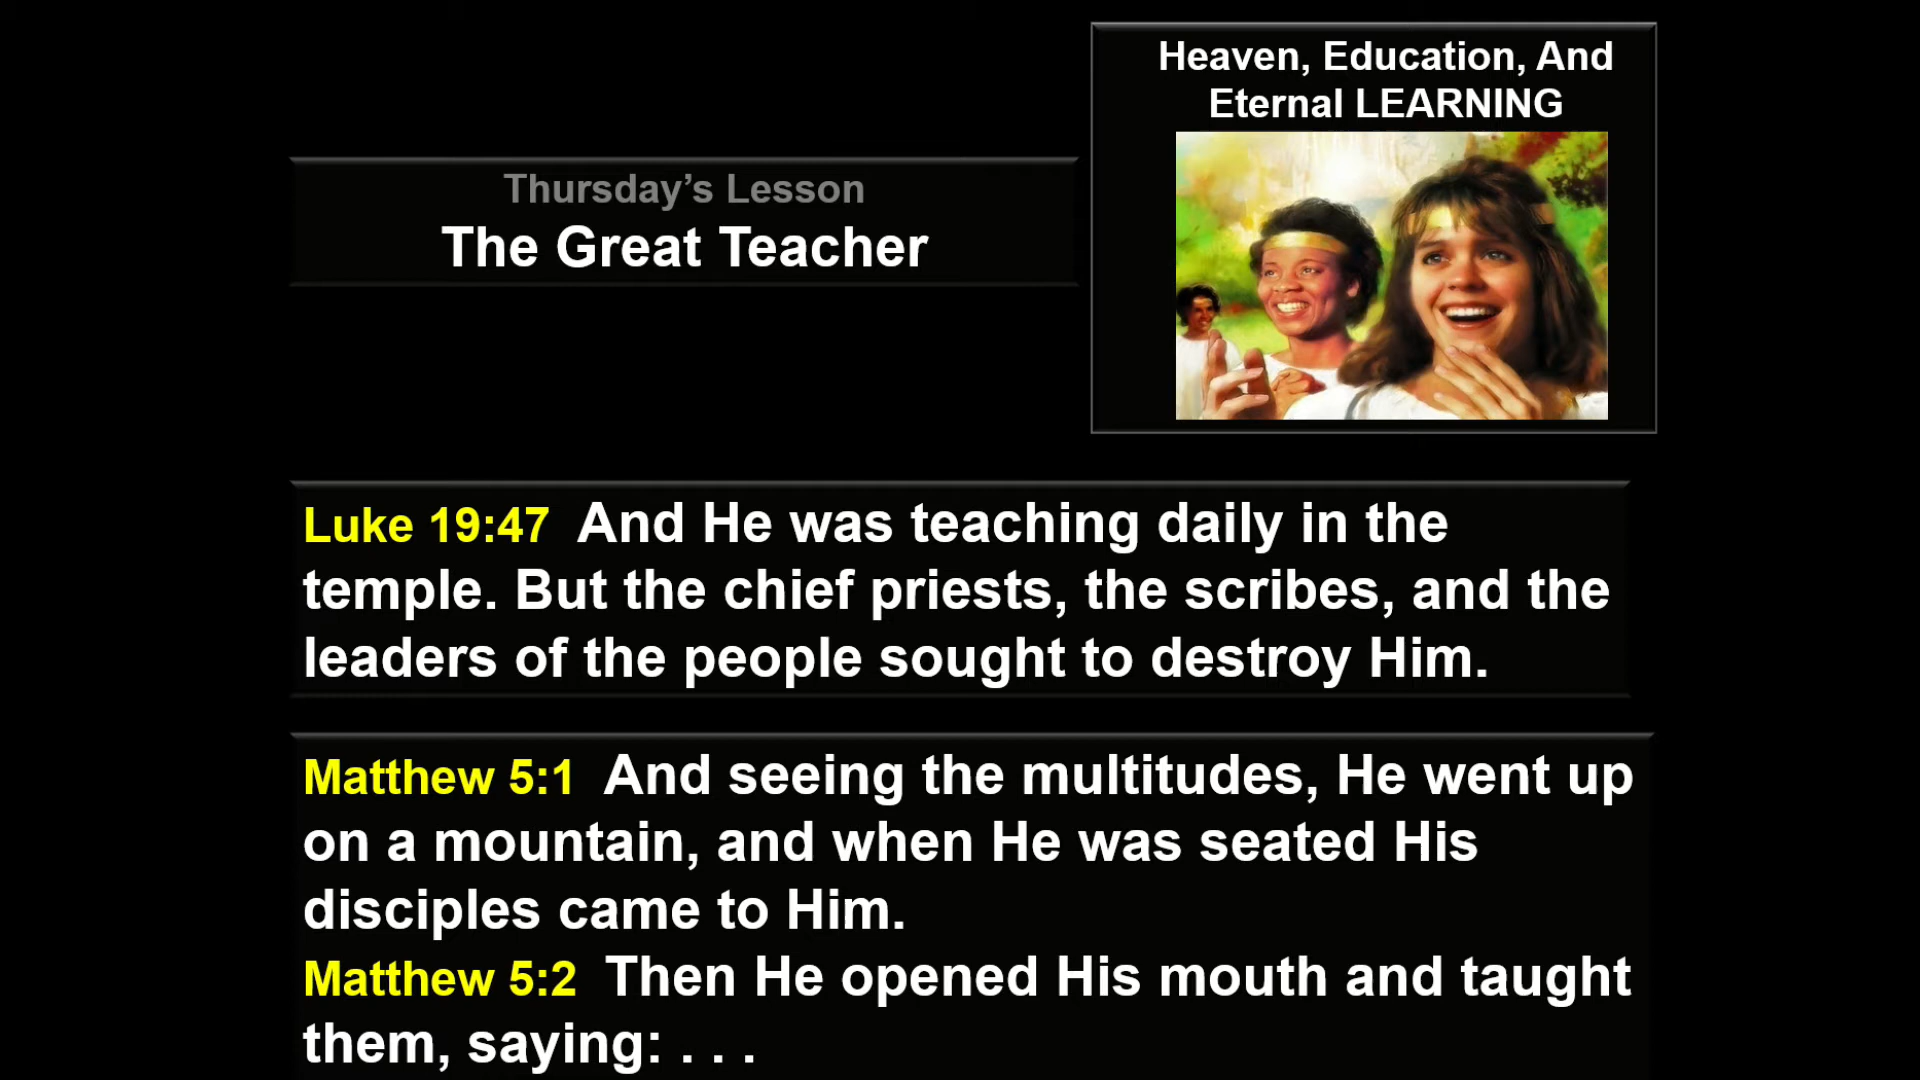 Heaven, Education, And
Eternal LEARNING
Thursday’s Lesson
The Great Teacher
Luke 19:47 And He was teaching daily in the
temple. But the chief priests, the scribes, and the
leaders of the people sought to destroy Him.
Matthew 5:1 And seeing the multitudes, He went up
on a mountain, and when He was seated His
disciples came to Him.
Matthew 5:2 Then He opened His mouth and taught
them, saying: . . .